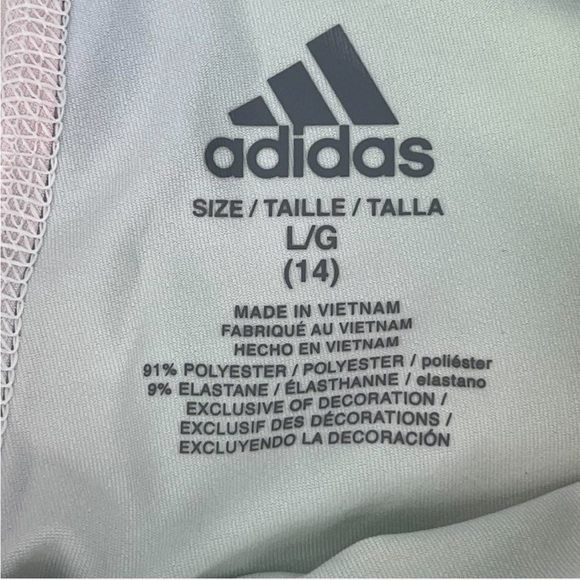 adidas
SIZE / TAILLE / TALLA
L/G
(14)
MADE IN VIETNAM
FABRIQUÉ AU VIETNAM
HECHO EN VIETNAM
91% POLYESTER / POLYESTER / poliéster
9% ELASTANE / ÉLASTHANNE / elastano
EXCLUSIVE OF DECORATION /
EXCLUSIF DES DÉCORATIONS /
EXCLUYENDO LA DECORACIÓN